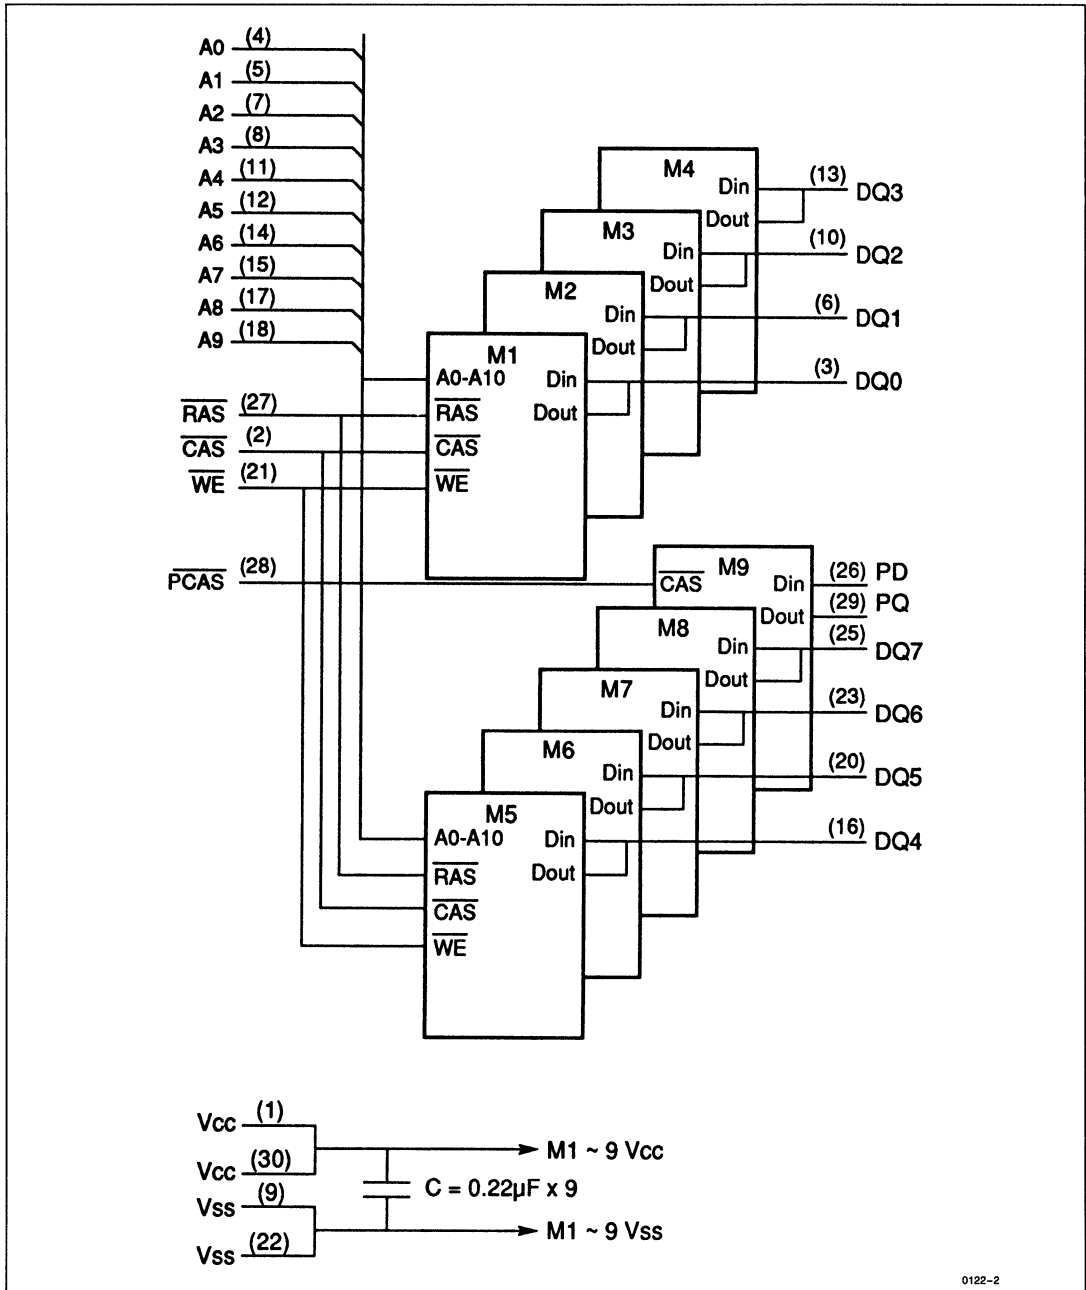 A0 (4)
A1 (5)
A2 (7)
A3 (8)
A4 (11)
A5 (12)
A6 (14)
A7 (15)
A8 (17)
A9 (18)
RAS (27)
CAS (2)
WE (21)
PCAS (28)
M4
Din (13) DQ3
Dout
M3
Din (10) DQ2
Dout
M2
Din (6) DQ1
Dout
M1
A0-A10 Din (3) DQ0
RAS Dout
CAS
WE
M9
CAS Din (26) PD
Dout (29) PQ
M8
Din (25) DQ7
Dout
M7
Din (23) DQ6
Dout
M6
Din (20) DQ5
Dout
M5
A0-A10 Din (16) DQ4
RAS Dout
CAS
WE
Vcc (1)
M1 ~ 9 Vcc
Vcc (30)
C = 0.22µF x 9
Vss (9)
M1 ~ 9 Vss
Vss (22)
0122-2